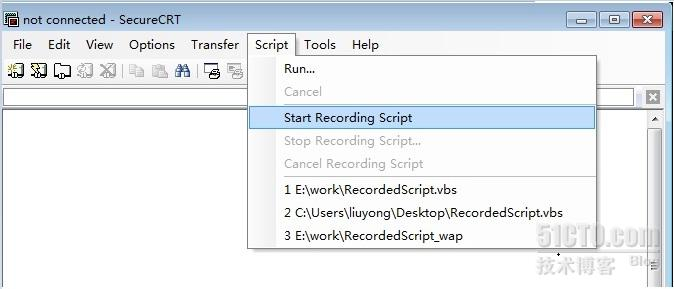 not connected - SecureCRT
File Edit View Options Transfer Script Tools Help
Run...
Cancel
Start Recording Script
Stop Recording Script...
Cancel Recording Script
1 E:\work\RecordedScript.vbs
2 C:\Users\liuyong\Desktop\RecordedScript.vbs
3 E:\work\RecordedScript_wap
51CTO.com
技术博客 Blog